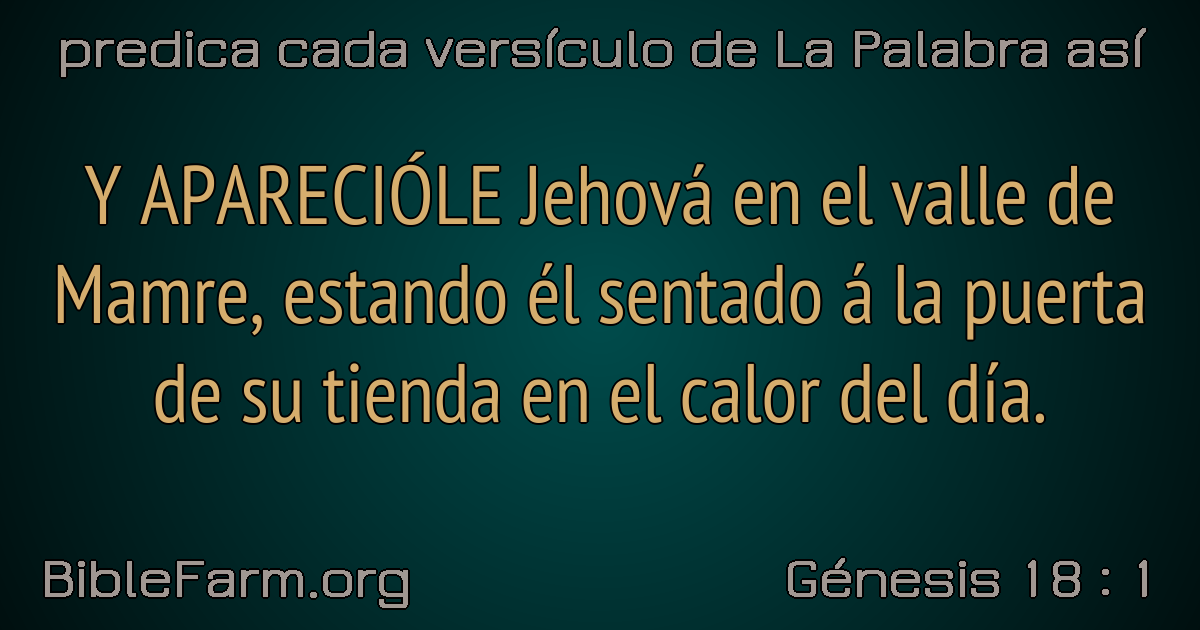 predica cada versículo de La Palabra así
Y APARECIÓLE Jehová en el valle de
Mamre, estando él sentado á la puerta
de su tienda en el calor del día.
BibleFarm.org
Génesis 18 : 1